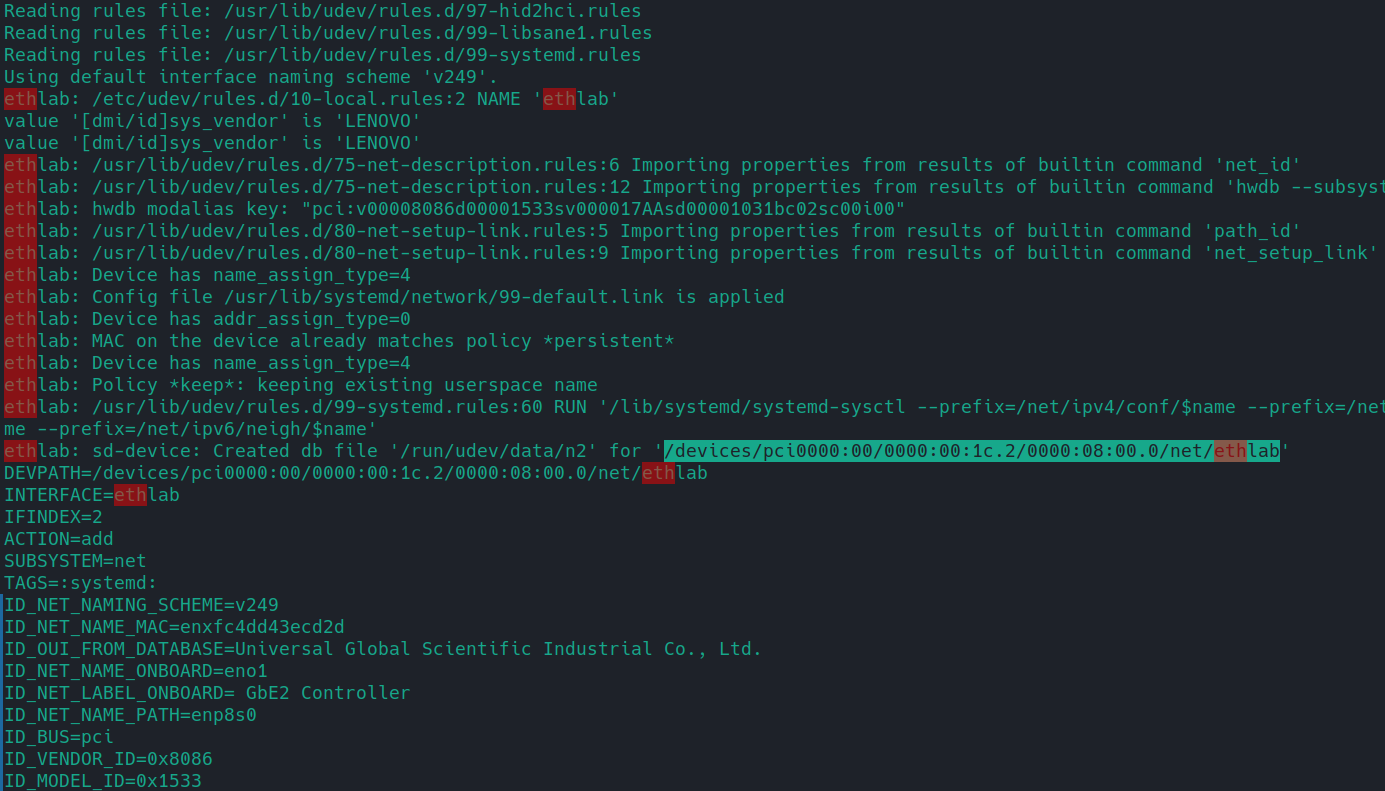 Reading rules file: /usr/lib/udev/rules.d/97-hid2hci.rules
Reading rules file: /usr/lib/udev/rules.d/99-libsane1.rules
Reading rules file: /usr/lib/udev/rules.d/99-systemd.rules
Using default interface naming scheme 'v249'.
ethlab: /etc/udev/rules.d/10-local.rules:2 NAME 'ethlab'
value '[dmi/id]sys_vendor' is 'LENOVO'
value '[dmi/id]sys_vendor' is 'LENOVO'
ethlab: /usr/lib/udev/rules.d/75-net-description.rules:6 Importing properties from results of builtin command 'net_id'
ethlab: /usr/lib/udev/rules.d/75-net-description.rules:12 Importing properties from results of builtin command 'hwdb --subsyst
ethlab: hwdb modalias key: "pci:v00008086d00001533sv000017AAsd00001031bc02sc00i00"
ethlab: /usr/lib/udev/rules.d/80-net-setup-link.rules:5 Importing properties from results of builtin command 'path_id'
ethlab: /usr/lib/udev/rules.d/80-net-setup-link.rules:9 Importing properties from results of builtin command 'net_setup_link'
ethlab: Device has name_assign_type=4
ethlab: Config file /usr/lib/systemd/network/99-default.link is applied
ethlab: Device has addr_assign_type=0
ethlab: MAC on the device already matches policy *persistent*
ethlab: Device has name_assign_type=4
ethlab: Policy *keep*: keeping existing userspace name
ethlab: /usr/lib/udev/rules.d/99-systemd.rules:60 RUN '/lib/systemd/systemd-sysctl --prefix=/net/ipv4/conf/$name --prefix=/net
me --prefix=/net/ipv6/neigh/$name'
ethlab: sd-device: Created db file '/run/udev/data/n2' for '/devices/pci0000:00/0000:00:1c.2/0000:08:00.0/net/ethlab'
DEVPATH=/devices/pci0000:00/0000:00:1c.2/0000:08:00.0/net/ethlab
INTERFACE=ethlab
IFINDEX=2
ACTION=add
SUBSYSTEM=net
TAGS=:systemd:
ID_NET_NAMING_SCHEME=v249
ID_NET_NAME_MAC=enxfc4dd43ecd2d
ID_OUI_FROM_DATABASE=Universal Global Scientific Industrial Co., Ltd.
ID_NET_NAME_ONBOARD=eno1
ID_NET_LABEL_ONBOARD= GbE2 Controller
ID_NET_NAME_PATH=enp8s0
ID_BUS=pci
ID_VENDOR_ID=0x8086
ID_MODEL_ID=0x1533